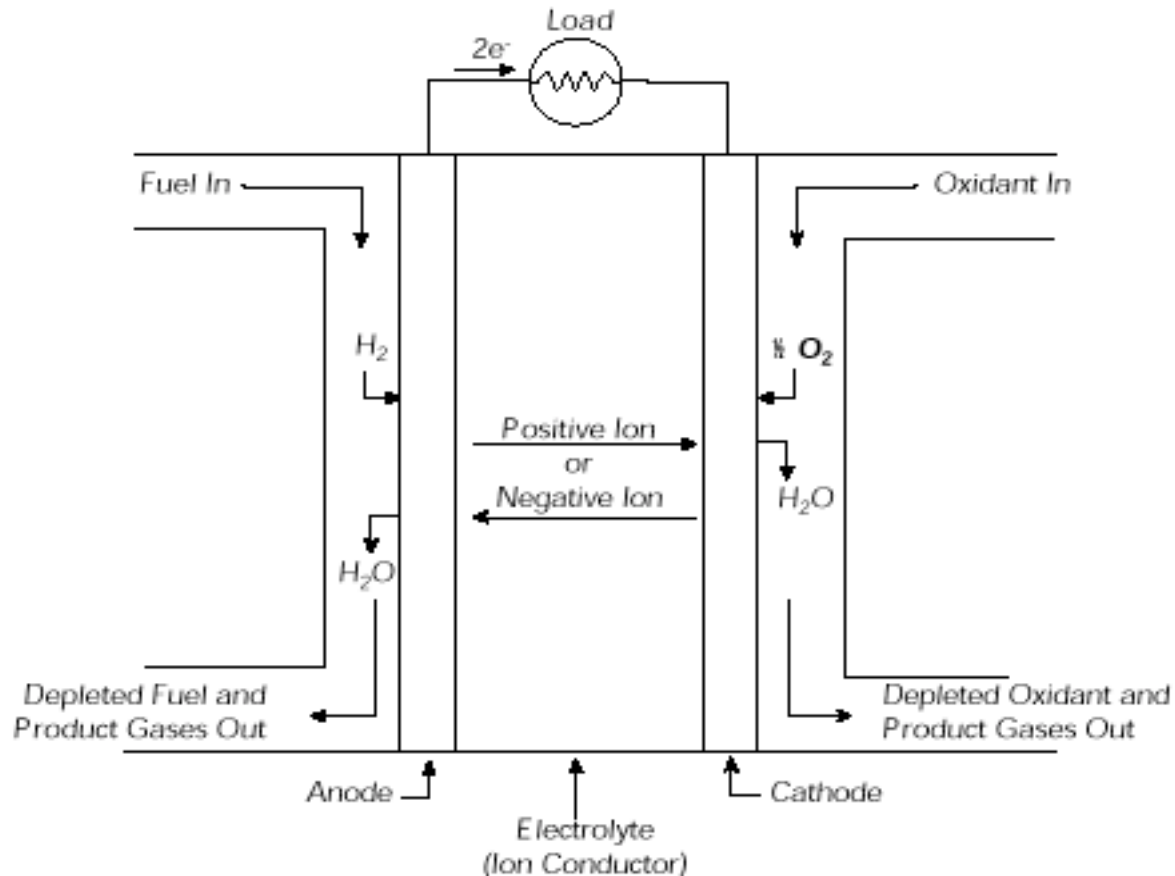 Load
2e-
Fuel In
Oxidant In
H2
½ O2
Positive Ion
or
Negative Ion
H2O
H2O
Depleted Fuel and
Product Gases Out
Depleted Oxidant and
Product Gases Out
Anode
Cathode
Electrolyte
(Ion Conductor)